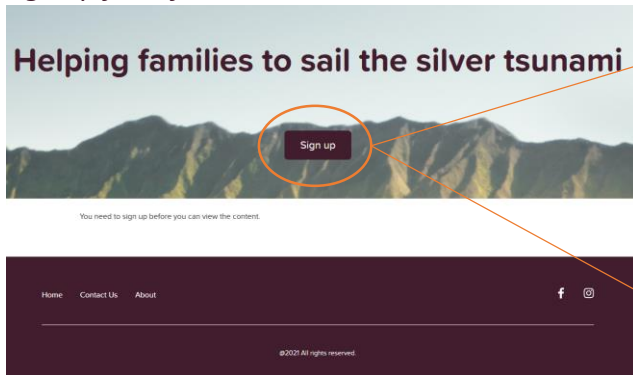 Helping families to sail the silver tsunami
Sign up
You need to sign up before you can view the content.
Home Contact Us About
@2021 All rights reserved.